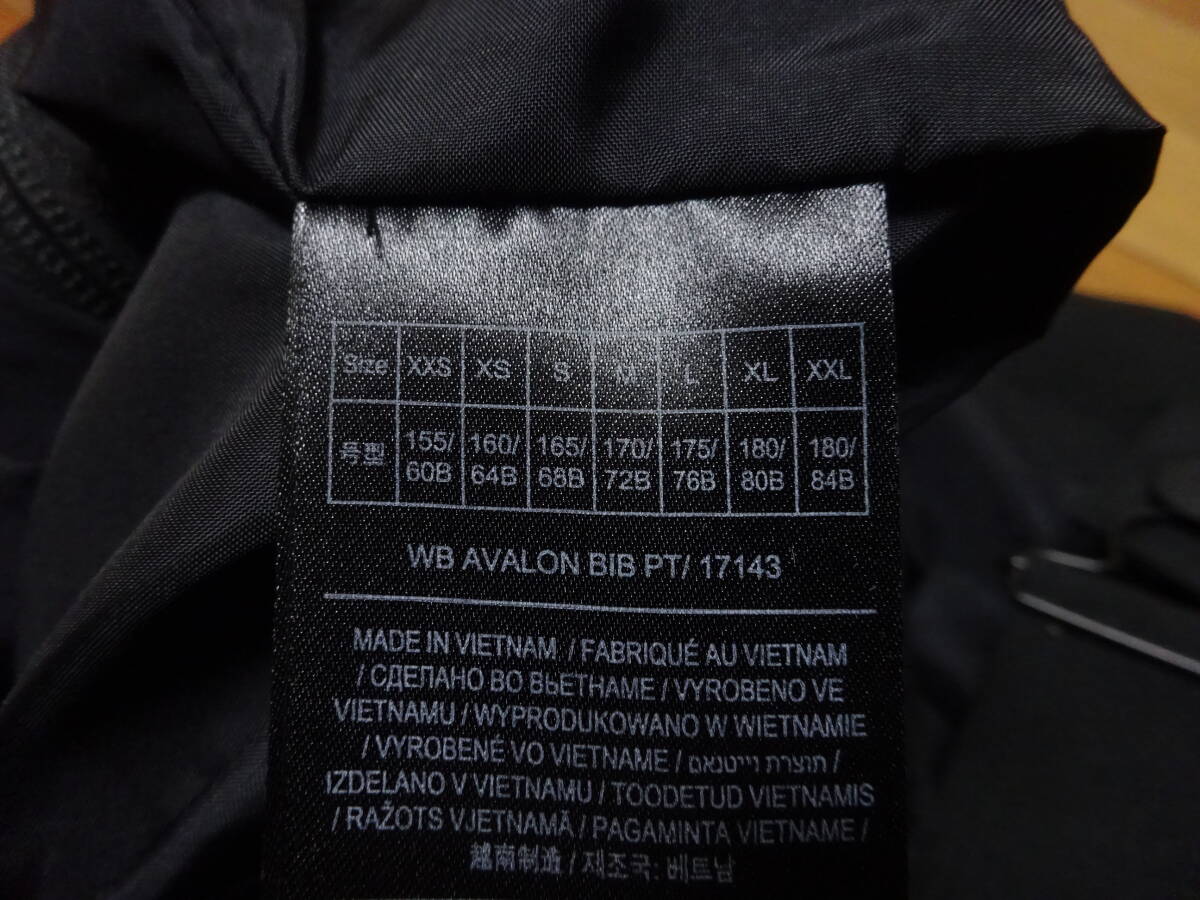 Size XXS XS S M L XL XXL
号型 155/ 160/ 165/ 170/ 175/ 180/ 180/
60B 64B 68B 72B 76B 80B 84B
WB AVALON BIB PT/ 17143
MADE IN VIETNAM / FABRIQUÉ AU VIETNAM
/ СДЕЛАНО ВО ВЬЕТНАМЕ / VYROBENO VE
VIETNAMU / WYPRODUKOWANO W WIETNAMIE
/ VYROBENÉ VO VIETNAME / תוצרת וייטנאם /
IZDELANO V VIETNAMU / TOODETUD VIETNAMIS
/ RAŽOTS VJETNAMĀ / PAGAMINTA VIETNAME /
越南制造 / 제조국: 베트남